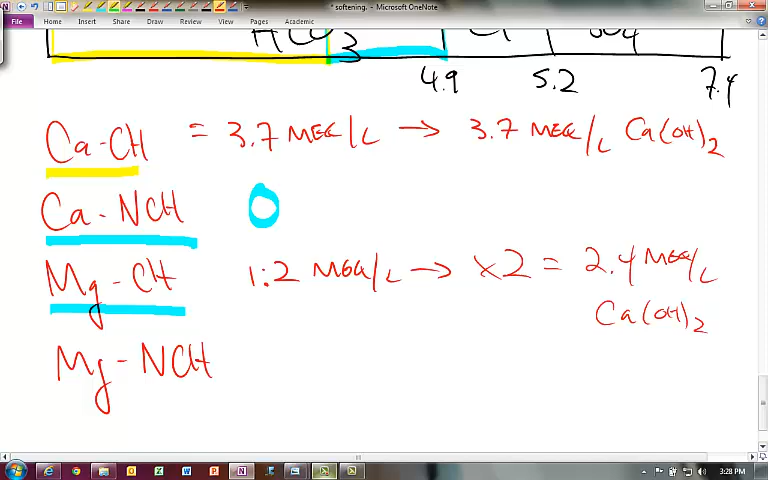 softening. - Microsoft OneNote
File Home Insert Share Draw Review View Pages Academic
HCO3 Cl SO4
4.9 5.2 7.4
Ca-CH = 3.7 MEQ/L → 3.7 MEQ/L Ca(OH)2
Ca-NCH 0
Mg-CH 1.2 MEQ/L → x2 = 2.4 MEQ/L
Ca(OH)2
Mg-NCH
3:28 PM